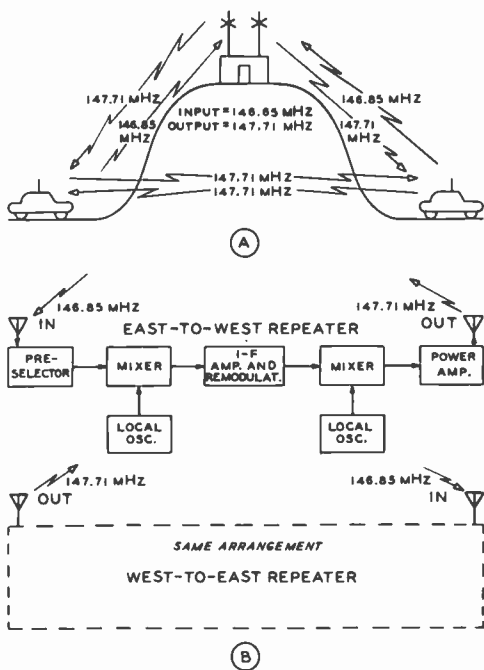 147.71 MHZ
146.85 MHZ
INPUT=146.85 MHZ
OUTPUT=147.71 MHZ
146.85 MHZ
147.71 MHZ
147.71 MHZ
147.71 MHZ
A
146.85 MHZ
147.71 MHZ
IN
OUT
EAST-TO-WEST REPEATER
PRE-
SELECTOR
MIXER
I-F
AMP. AND
REMODULAT.
MIXER
POWER
AMP.
LOCAL
OSC.
LOCAL
OSC.
147.71 MHZ
146.85 MHZ
OUT
IN
SAME ARRANGEMENT
WEST-TO-EAST REPEATER
B